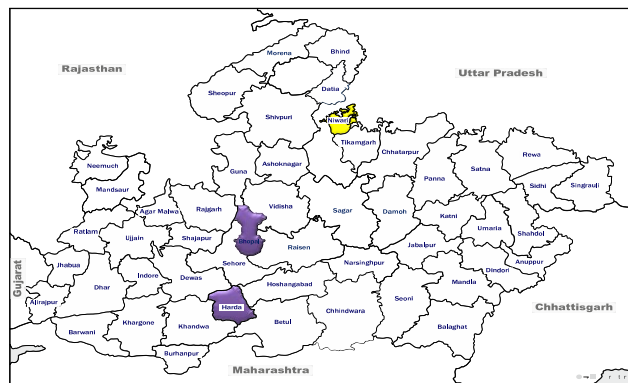 Morena
Bhind
Rajasthan
Uttar Pradesh
Sheopur
Datia
Shivpuri
Niwari
Tikamgarh
Chhatarpur
Rewa
Neemuch
Guna
Ashoknagar
Panna
Satna
Sidhi
Singrauli
Mandsaur
Agar Malwa
Rajgarh
Vidisha
Sagar
Damoh
Katni
Umaria
Shahdol
Ratlam
Ujjain
Shajapur
Bhopal
Raisen
Jabalpur
Anuppur
Gujarat
Jhabua
Indore
Dewas
Sehore
Narsinghpur
Dindori
Mandla
Dhar
Hoshangabad
Seoni
Alirajpur
Harda
Chhindwara
Chhattisgarh
Barwani
Khargone
Khandwa
Betul
Balaghat
Burhanpur
Maharashtra